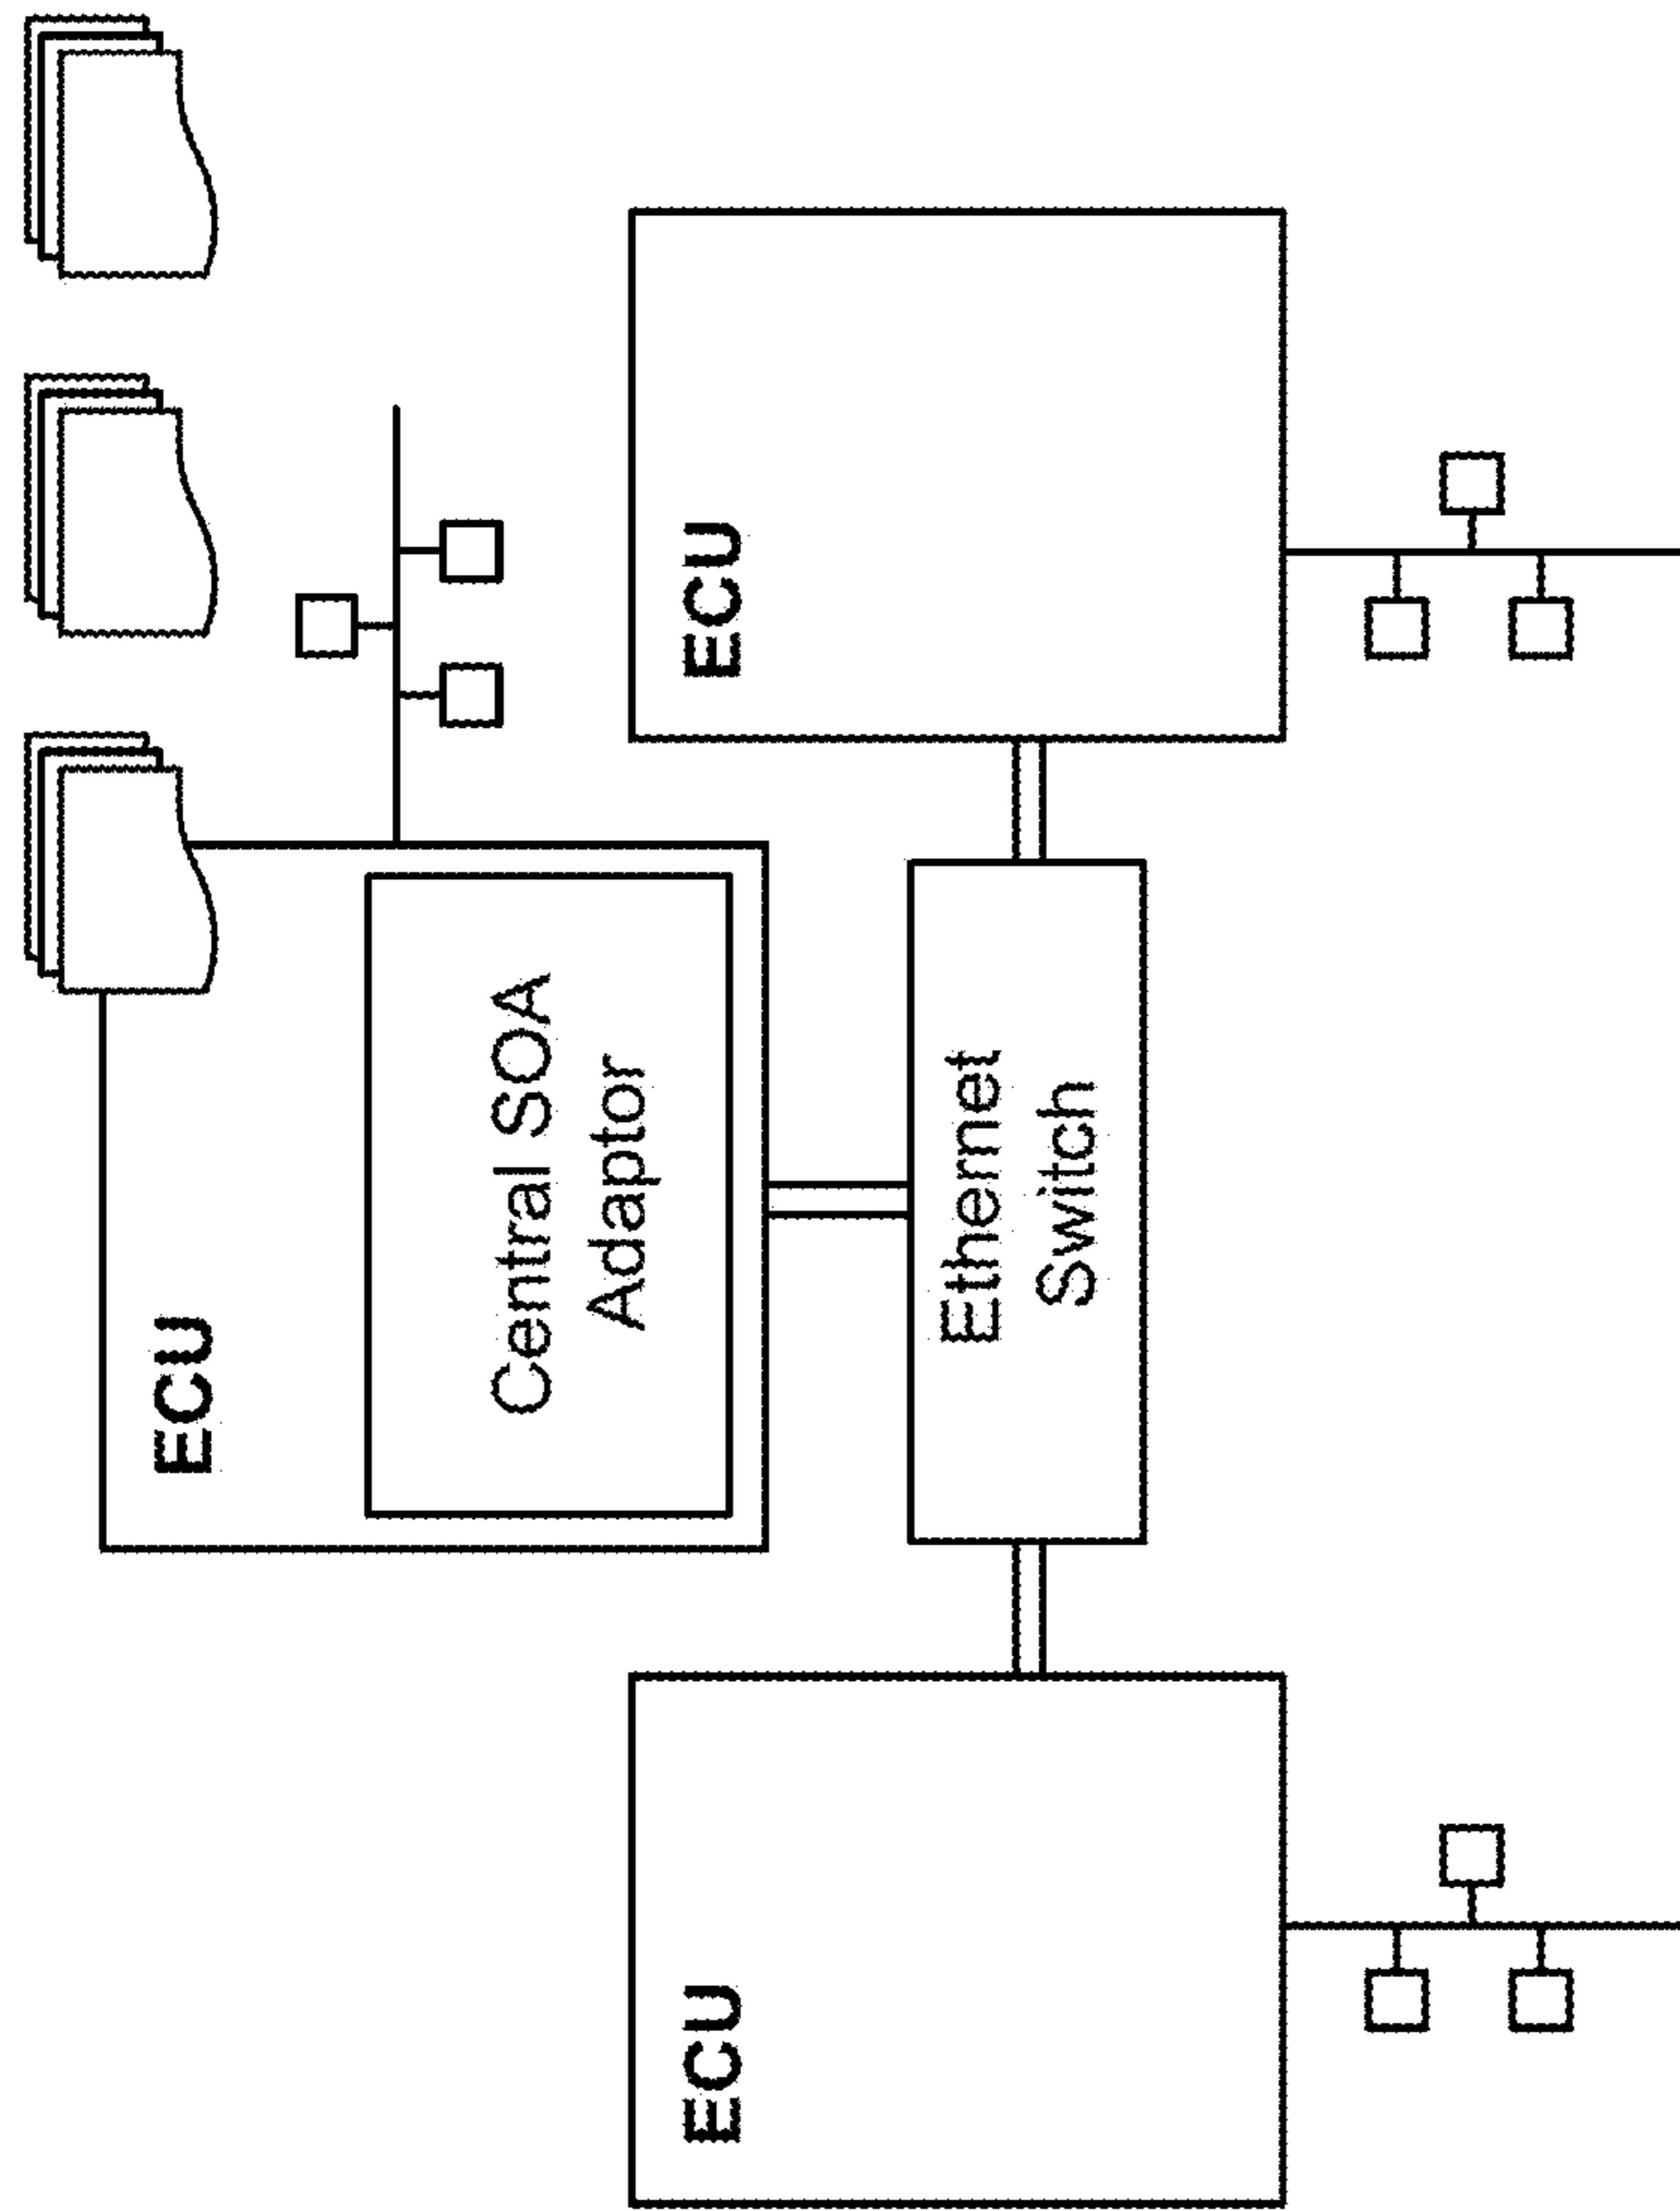 ECU
Central SOA
Adaptor
Ethernet
Switch
ECU
ECU